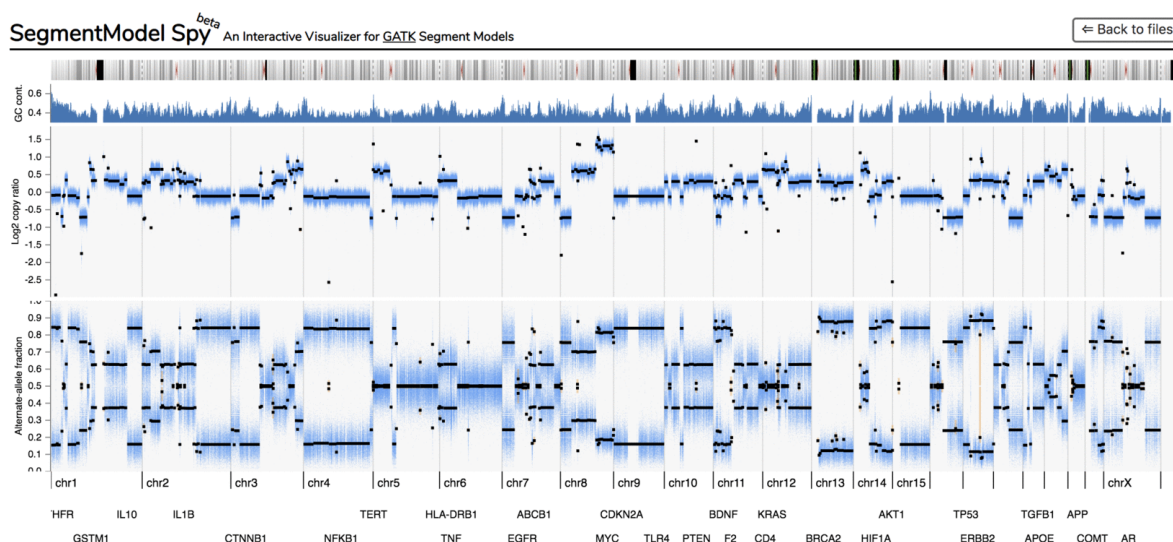 SegmentModel Spy beta An Interactive Visualizer for GATK Segment Models
⇐ Back to files
GC cont.
0.6
0.4
Log2 copy ratio
1.5
1.0
0.5
0.0
-0.5
-1.0
-1.5
-2.0
-2.5
Alternate-allele fraction
1.0
0.9
0.8
0.7
0.6
0.5
0.4
0.3
0.2
0.1
0.0
chr1 chr2 chr3 chr4 chr5 chr6 chr7 chr8 chr9 chr10 chr11 chr12 chr13 chr14 chr15 chrX
HFR IL10 IL1B TERT HLA-DRB1 ABCB1 CDKN2A BDNF KRAS AKT1 TP53 TGFB1 APP
GSTM1 CTNNB1 NFKB1 TNF EGFR MYC TLR4 PTEN F2 CD4 BRCA2 HIF1A ERBB2 APOE COMT AR